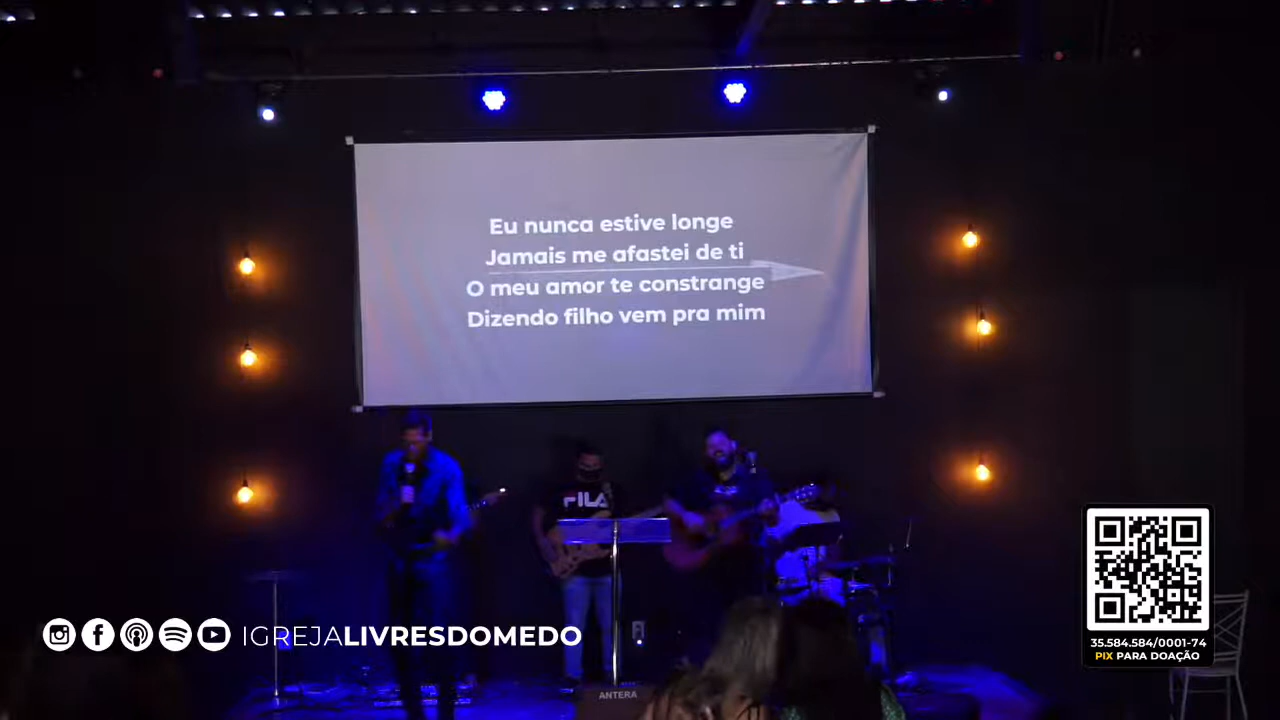 Eu nunca estive longe
Jamais me afastei de ti
O meu amor te constrange
Dizendo filho vem pra mim
FILA
IGREJALIVRESDOMEDO
35.584.584/0001-74
PIX PARA DOAÇÃO
ANTERA